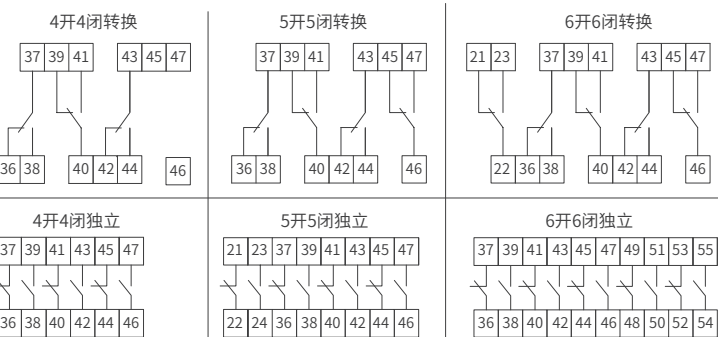 4开4闭转换 5开5闭转换 6开6闭转换
37 39 41 43 45 47 37 39 41 43 45 47 21 23 37 39 41 43 45 47
36 38 40 42 44 46 36 38 40 42 44 46 22 36 38 40 42 44 46
4开4闭独立 5开5闭独立 6开6闭独立
37 39 41 43 45 47 21 23 37 39 41 43 45 47 37 39 41 43 45 47 49 51 53 55
36 38 40 42 44 46 22 24 36 38 40 42 44 46 36 38 40 42 44 46 48 50 52 54